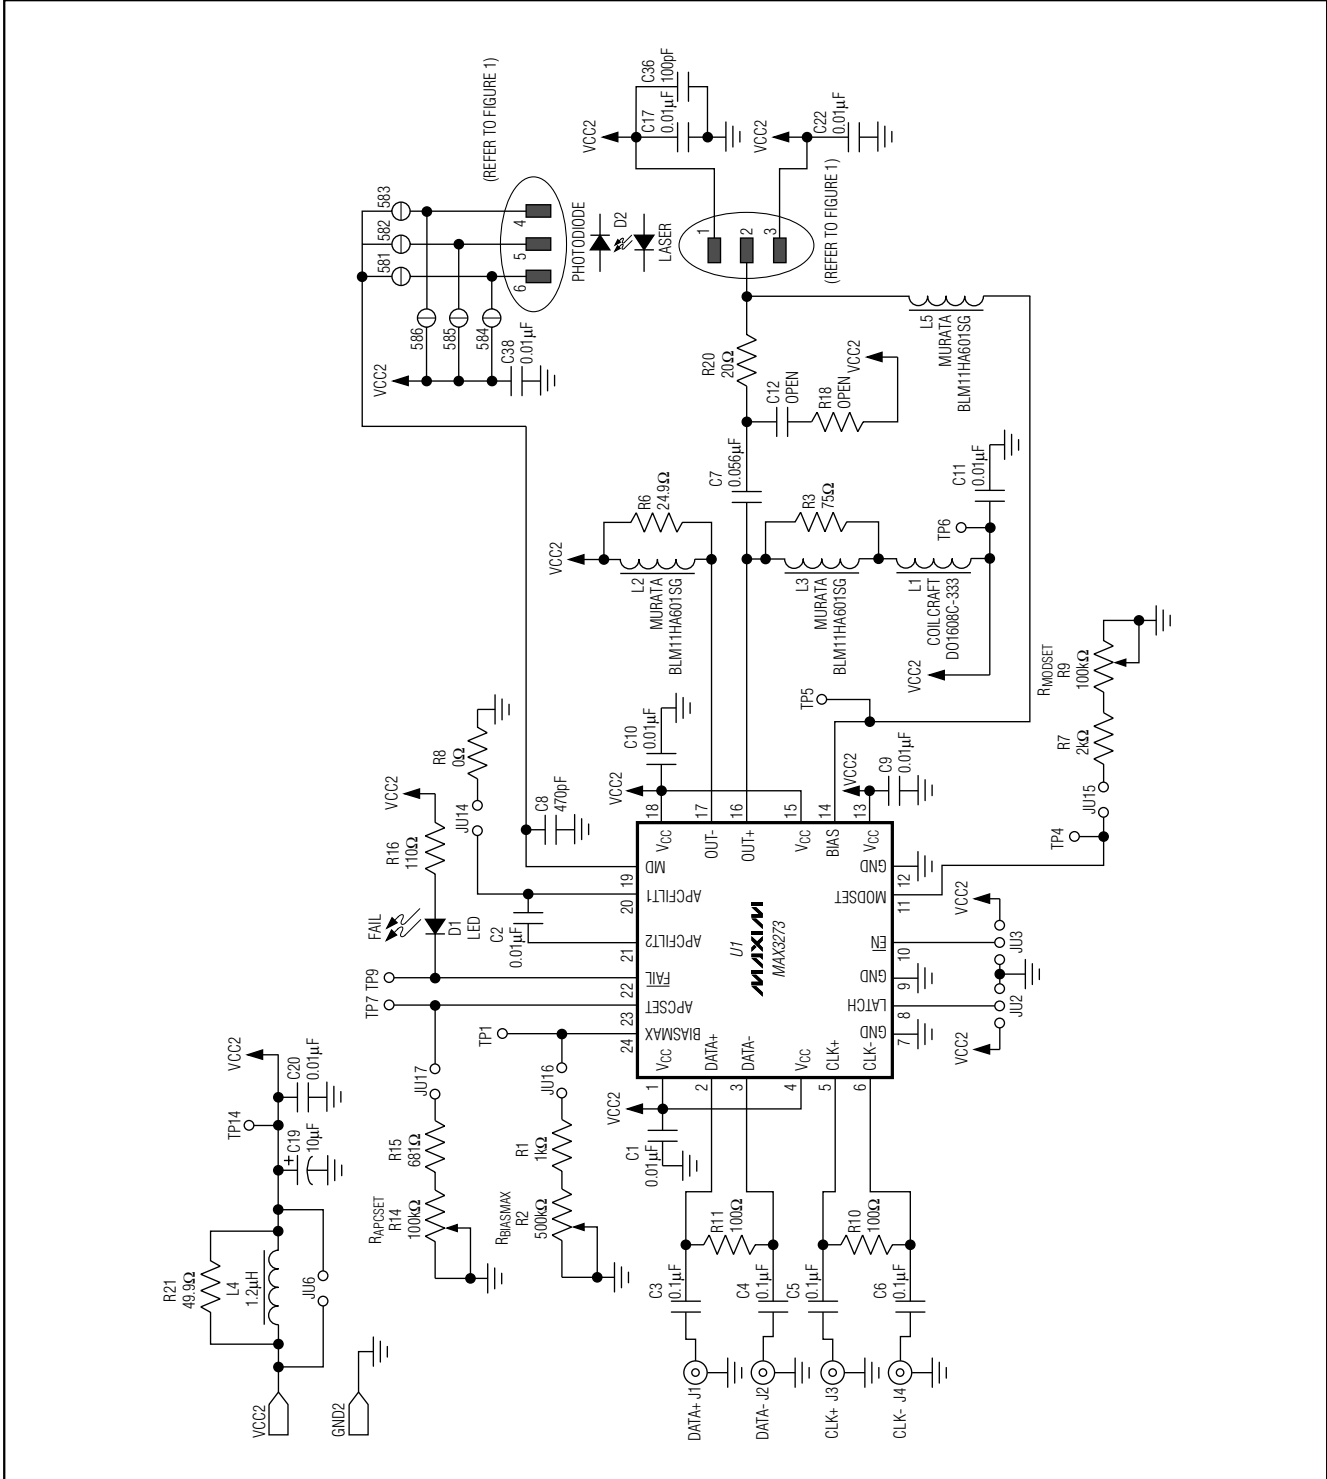 VCC2
GND2
R21
49.9Ω
L4
1.2µH
JU6
C19
10µF
+
TP14
C20
0.01µF
VCC2
RAPCSET
R14
100kΩ
R15
681Ω
JU17
TP7
TP9
FAIL
D1
LED
R16
110Ω
VCC2
RBIASMAX
R2
500kΩ
R1
1kΩ
JU16
TP1
C2
0.01µF
JU14
R8
0Ω
C8
470pF
VCC2
C38
0.01µF
586
585
584
581
582
583
6
5
4
(REFER TO FIGURE 1)
PHOTODIODE
D2
LASER
VCC2
C17
0.01µF
C36
100pF
1
2
3
(REFER TO FIGURE 1)
VCC2
C22
0.01µF
VCC2
L2
MURATA
BLM11HA601SG
R6
24.9Ω
VCC2
C10
0.01µF
C7
0.056µF
R20
20Ω
C12
OPEN
R18
OPEN
VCC2
L5
MURATA
BLM11HA601SG
L3
MURATA
BLM11HA601SG
R3
75Ω
L1
COILCRAFT
D01608C-333
VCC2
TP6
C11
0.01µF
TP5
VCC2
C9
0.01µF
TP4
JU15
R7
2kΩ
RMODSET
R9
100kΩ
U1
MAXIM
MAX3273
24 BIASMAX
23 APCSET
22 FAIL
21 APCFILT2
20 APCFILT1
19 MD
18 VCC
17 OUT-
16 OUT+
15 VCC
14 BIAS
13 VCC
12 GND
11 MODSET
10 EN
9 GND
8 LATCH
7 GND
6 CLK-
5 CLK+
4 VCC
3 DATA-
2 DATA+
1 VCC
VCC2
JU3
JU2
VCC2
VCC2
C1
0.01µF
C3
0.1µF
R11
100Ω
C4
0.1µF
C5
0.1µF
R10
100Ω
C6
0.1µF
DATA+ J1
DATA- J2
CLK+ J3
CLK- J4